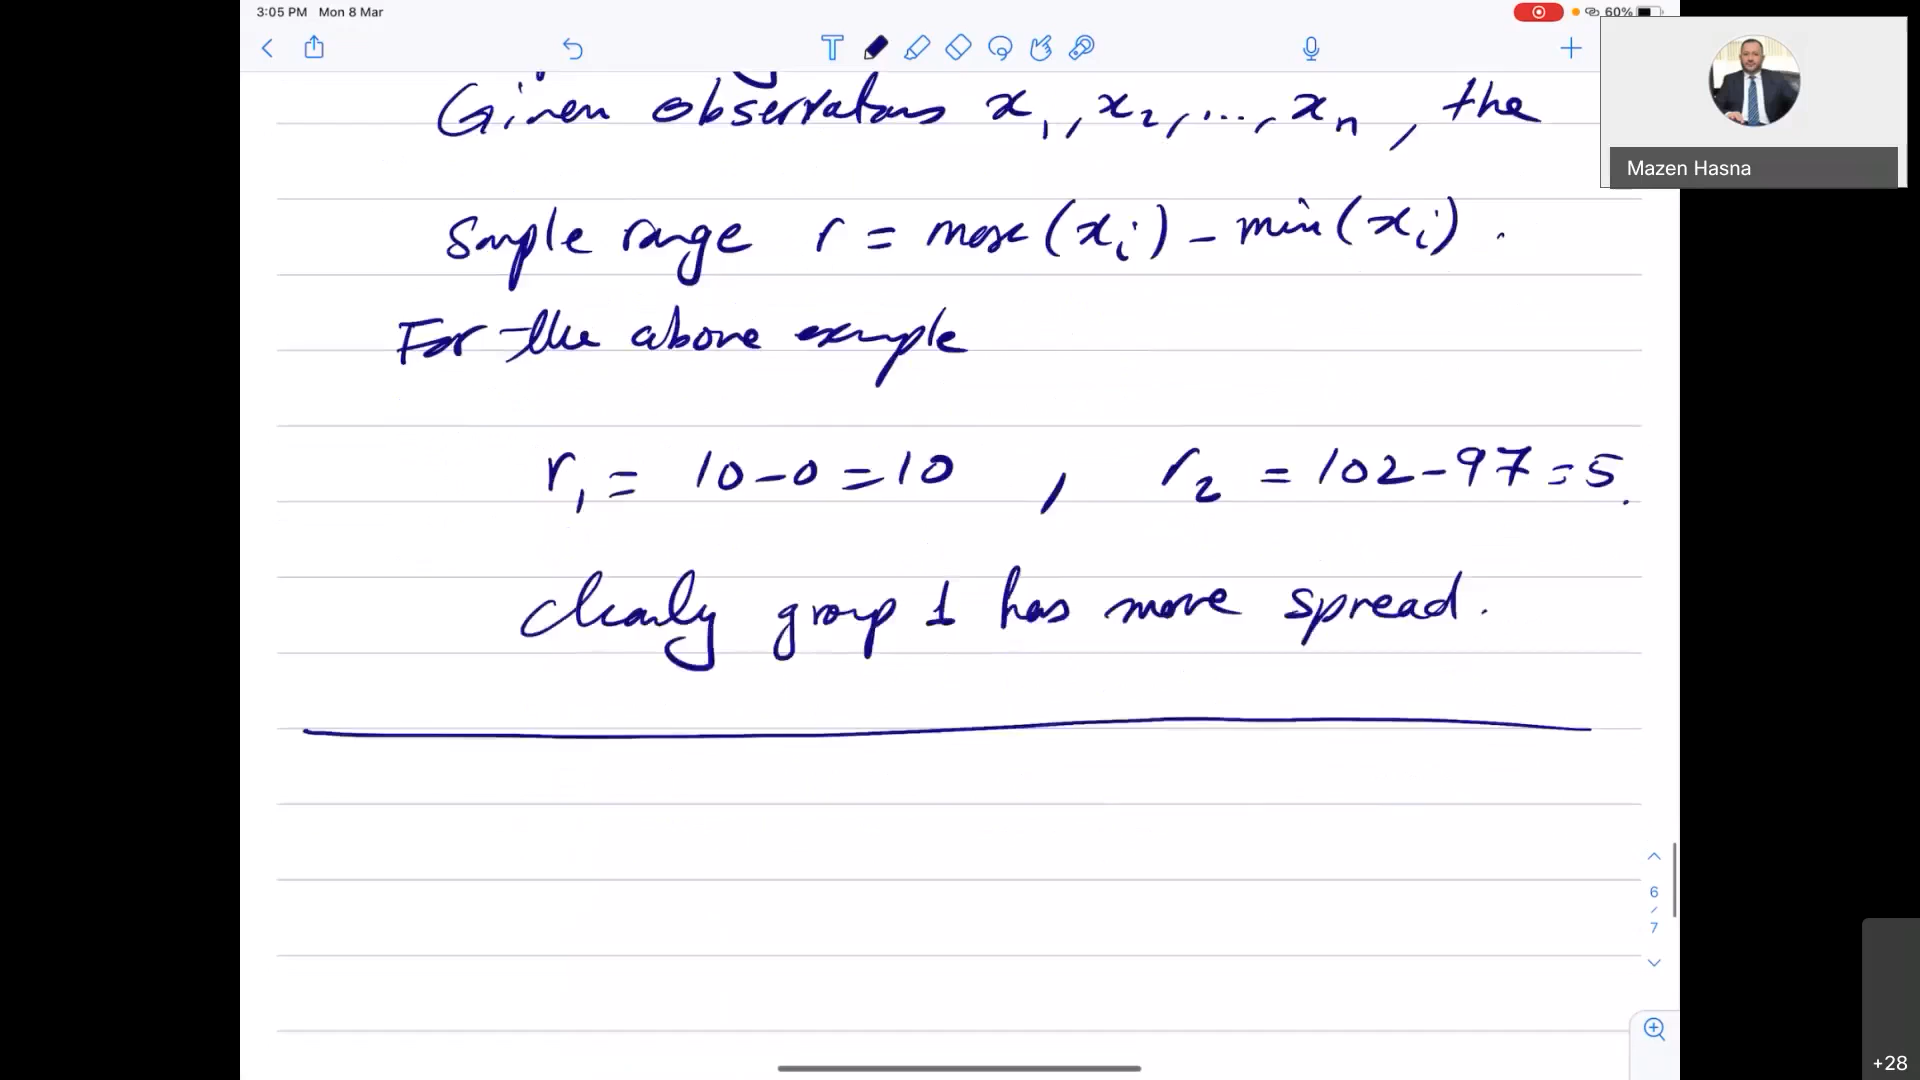 3:05 PM Mon 8 Mar
60%
Mazen Hasna
Given observations x₁, x₂, ..., xₙ, the
sample range r = max(xᵢ) - min(xᵢ).
For the above example
r₁ = 10-0=10 , r₂ = 102-97=5.
clearly group 1 has more spread.
6
/
7
+28